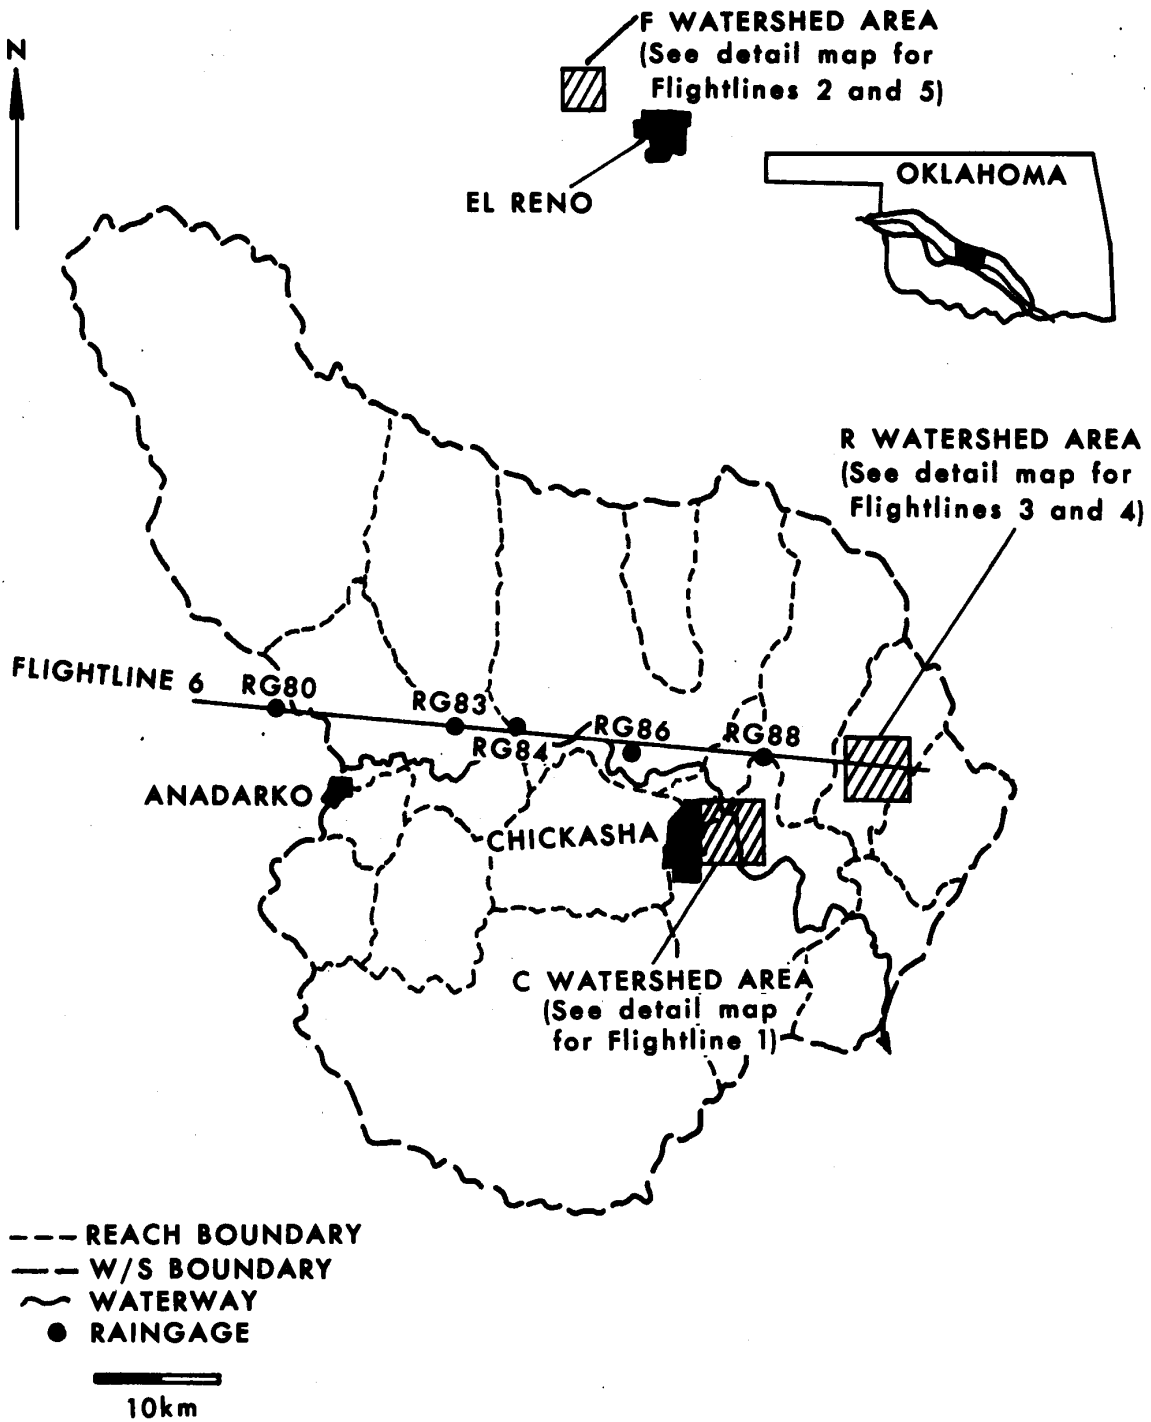 N
F WATERSHED AREA
(See detail map for
Flightlines 2 and 5)
EL RENO
OKLAHOMA
R WATERSHED AREA
(See detail map for
Flightlines 3 and 4)
FLIGHTLINE 6
RG80
RG83
RG84
RG86
RG88
ANADARKO
CHICKASHA
C WATERSHED AREA
(See detail map
for Flightline 1)
REACH BOUNDARY
W/S BOUNDARY
WATERWAY
RAINGAGE
10km